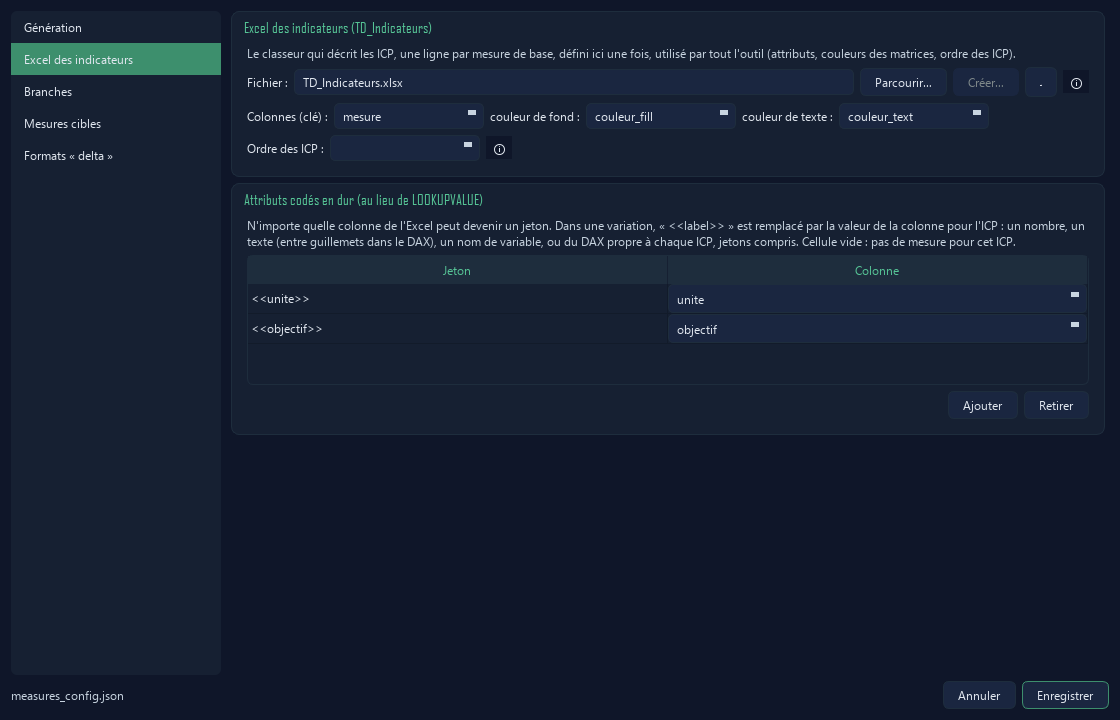 Génération
Excel des indicateurs
Branches
Mesures cibles
Formats « delta »
Excel des indicateurs (TD_Indicateurs)
Le classeur qui décrit les ICP, une ligne par mesure de base, défini ici une fois, utilisé par tout l'outil (attributs, couleurs des matrices, ordre des ICP).
Fichier : TD_Indicateurs.xlsx Parcourir... Créer... .
Colonnes (clé) : mesure couleur de fond : couleur_fill couleur de texte : couleur_text
Ordre des ICP :
Attributs codés en dur (au lieu de LOOKUPVALUE)
N'importe quelle colonne de l'Excel peut devenir un jeton. Dans une variation, « <<label>> » est remplacé par la valeur de la colonne pour l'ICP : un nombre, un
texte (entre guillemets dans le DAX), un nom de variable, ou du DAX propre à chaque ICP, jetons compris. Cellule vide : pas de mesure pour cet ICP.
Jeton Colonne
<<unite>> unite
<<objectif>> objectif
Ajouter Retirer
measures_config.json Annuler Enregistrer